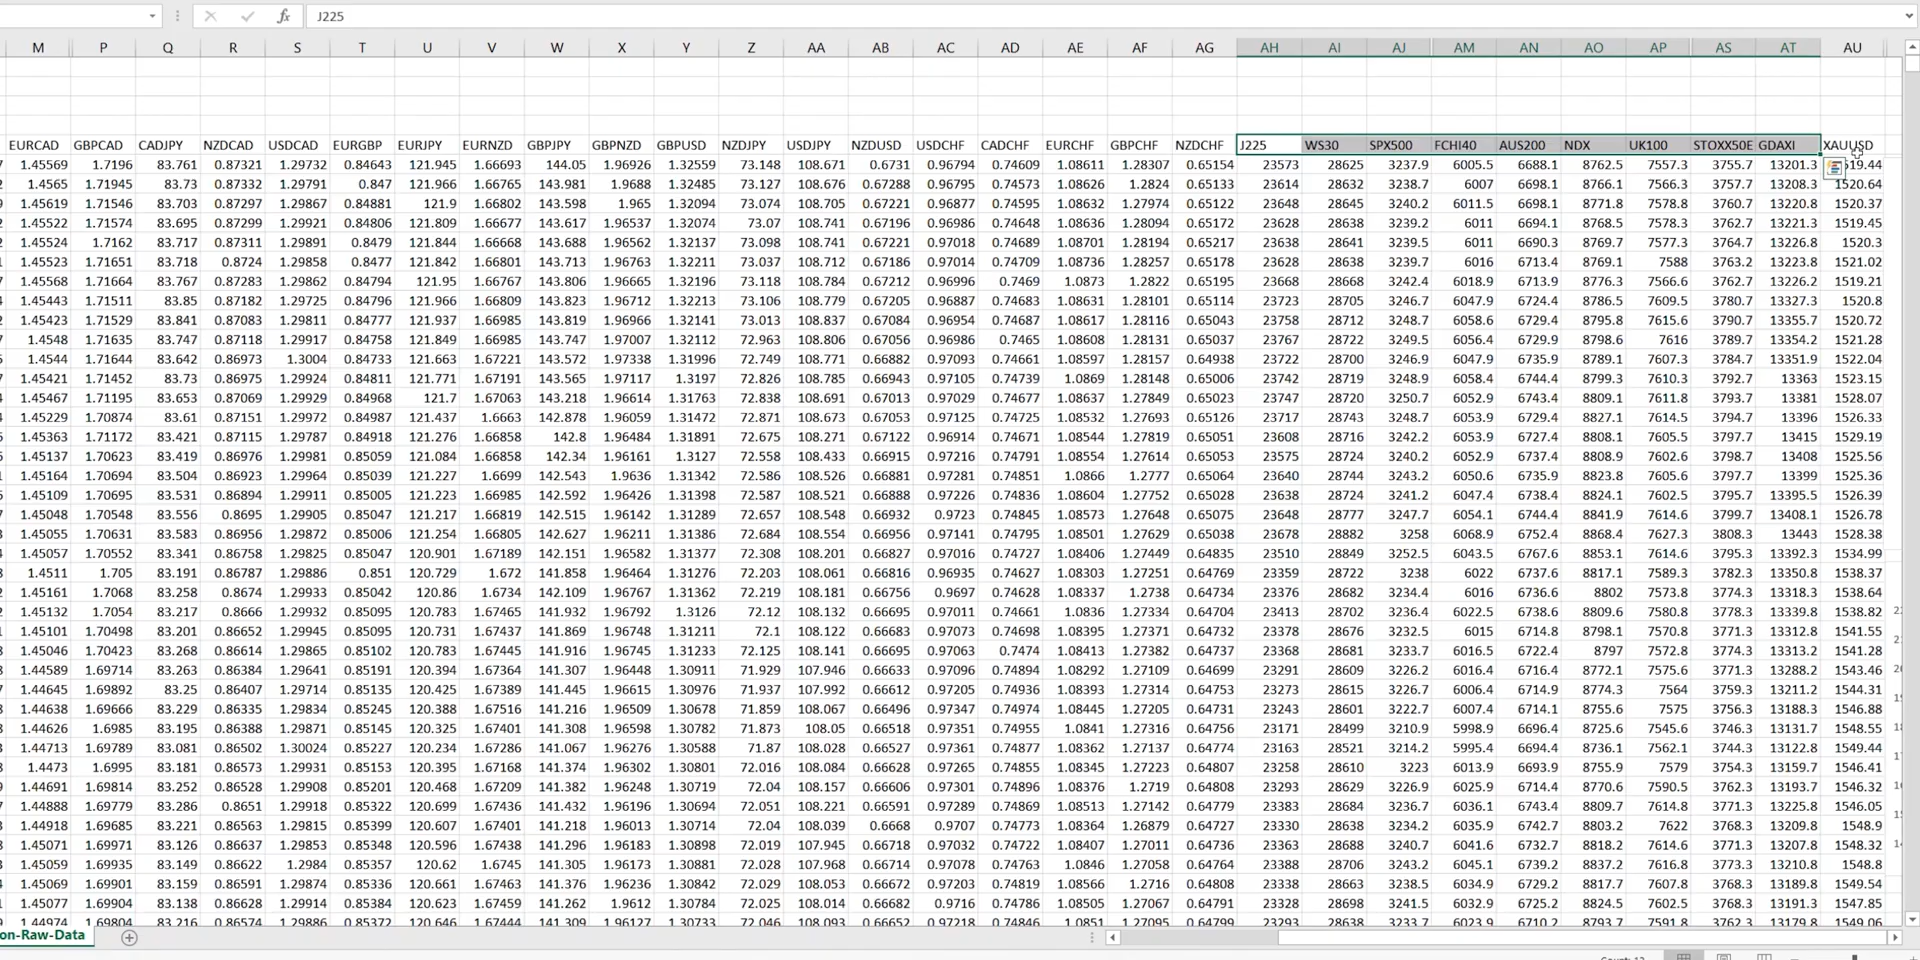 J225
M P Q R S T U V W X Y Z AA AB AC AD AE AF AG AH AI AJ AM AN AO AP AS AT AU
EURCAD GBPCAD CADJPY NZDCAD USDCAD EURGBP EURJPY EURNZD GBPJPY GBPNZD GBPUSD NZDJPY USDJPY NZDUSD USDCHF CADCHF EURCHF GBPCHF NZDCHF J225 WS30 SPX500 FCHI40 AUS200 NDX UK100 STOXX50E GDAXI XAUUSD
1.45569 1.7196 83.761 0.87321 1.29732 0.84643 121.945 1.66693 144.05 1.96926 1.32559 73.148 108.671 0.6731 0.96794 0.74609 1.08611 1.28307 0.65154 23573 28625 3237.9 6005.5 6688.1 8762.5 7557.3 3755.7 13201.3 519.44
1.4565 1.71945 83.73 0.87332 1.29791 0.847 121.966 1.66765 143.981 1.9688 1.32485 73.127 108.676 0.67288 0.96795 0.74573 1.08626 1.2824 0.65133 23614 28632 3238.7 6007 6698.1 8766.1 7566.3 3757.7 13208.3 1520.64
1.45619 1.71546 83.703 0.87297 1.29867 0.84881 121.9 1.66802 143.598 1.965 1.32094 73.074 108.705 0.67221 0.96877 0.74595 1.08632 1.27974 0.65122 23648 28645 3240.2 6011.5 6698.1 8771.8 7578.8 3760.7 13220.8 1520.37
1.45522 1.71574 83.695 0.87299 1.29921 0.84806 121.809 1.66677 143.617 1.96537 1.32074 73.07 108.741 0.67196 0.96986 0.74648 1.08636 1.28094 0.65172 23628 28638 3239.2 6011 6694.1 8768.5 7578.3 3762.7 13221.3 1519.45
1.45524 1.7162 83.717 0.87311 1.29891 0.8479 121.844 1.66668 143.688 1.96562 1.32137 73.098 108.741 0.67221 0.97018 0.74689 1.08701 1.28194 0.65217 23638 28641 3239.5 6011 6690.3 8769.7 7577.3 3764.7 13226.8 1520.3
1.45523 1.71651 83.718 0.8724 1.29858 0.8477 121.842 1.66801 143.713 1.96763 1.32211 73.037 108.712 0.67186 0.97014 0.74709 1.08736 1.28257 0.65178 23628 28638 3239.7 6016 6713.4 8769.1 7588 3763.2 13223.8 1521.02
1.45568 1.71664 83.767 0.87283 1.29862 0.84794 121.95 1.66767 143.806 1.96665 1.32196 73.118 108.784 0.67212 0.96996 0.7469 1.0873 1.2822 0.65195 23668 28668 3242.4 6018.9 6713.9 8776.3 7566.6 3762.7 13226.2 1519.21
1.45443 1.71511 83.85 0.87182 1.29725 0.84796 121.966 1.66809 143.823 1.96712 1.32213 73.106 108.779 0.67205 0.96887 0.74683 1.08631 1.28101 0.65114 23723 28705 3246.7 6047.9 6724.4 8786.5 7609.5 3780.7 13327.3 1520.8
1.45423 1.71529 83.841 0.87083 1.29811 0.84777 121.937 1.66985 143.819 1.96966 1.32141 73.013 108.837 0.67084 0.96954 0.74687 1.08617 1.28116 0.65043 23758 28712 3248.7 6058.6 6729.4 8795.8 7615.6 3790.7 13355.7 1520.72
1.4548 1.71635 83.747 0.87118 1.29917 0.84758 121.849 1.66985 143.747 1.97007 1.32112 72.963 108.806 0.67056 0.96986 0.7465 1.08608 1.28131 0.65037 23767 28722 3249.5 6056.4 6729.9 8798.6 7616 3789.7 13354.2 1521.28
1.4544 1.71644 83.642 0.86973 1.3004 0.84733 121.663 1.67221 143.572 1.97338 1.31996 72.749 108.771 0.66882 0.97093 0.74661 1.08597 1.28157 0.64938 23722 28700 3246.9 6047.9 6735.9 8789.1 7607.3 3784.7 13351.9 1522.04
1.45421 1.71452 83.73 0.86975 1.29924 0.84811 121.771 1.67191 143.565 1.97117 1.3197 72.826 108.785 0.66943 0.97105 0.74739 1.0869 1.28148 0.65006 23742 28719 3248.9 6058.4 6744.4 8799.3 7610.3 3792.7 13363 1523.15
1.45467 1.71195 83.653 0.87069 1.29929 0.84968 121.7 1.67063 143.218 1.96614 1.31763 72.838 108.691 0.67013 0.97029 0.74677 1.08637 1.27849 0.65023 23747 28720 3250.7 6052.9 6743.4 8809.1 7611.8 3793.7 13381 1528.07
1.45229 1.70874 83.61 0.87151 1.29972 0.84987 121.437 1.6663 142.878 1.96059 1.31472 72.871 108.673 0.67053 0.97125 0.74725 1.08532 1.27693 0.65126 23717 28743 3248.7 6053.9 6729.4 8827.1 7614.5 3794.7 13396 1526.33
1.45363 1.71172 83.421 0.87115 1.29787 0.84918 121.276 1.66858 142.8 1.96484 1.31891 72.675 108.271 0.67122 0.96914 0.74671 1.08544 1.27819 0.65051 23608 28716 3242.2 6053.9 6727.4 8808.1 7605.5 3797.7 13415 1529.19
1.45137 1.70623 83.419 0.86976 1.29981 0.85059 121.084 1.66858 142.34 1.96161 1.3127 72.558 108.433 0.66915 0.97216 0.74791 1.08554 1.27614 0.65053 23575 28724 3240.2 6052.9 6737.4 8808.9 7602.6 3798.7 13408 1525.56
1.45164 1.70694 83.504 0.86923 1.29964 0.85039 121.227 1.6699 142.543 1.9636 1.31342 72.586 108.526 0.66881 0.97281 0.74851 1.0866 1.2777 0.65064 23640 28744 3243.2 6050.6 6735.9 8823.8 7605.6 3797.7 13399 1525.36
1.45109 1.70695 83.531 0.86894 1.29911 0.85005 121.223 1.66985 142.592 1.96426 1.31398 72.587 108.521 0.66888 0.97226 0.74836 1.08604 1.27752 0.65028 23638 28724 3241.2 6047.4 6738.4 8824.1 7602.5 3795.7 13395.5 1526.39
1.45048 1.70548 83.556 0.8695 1.29905 0.85047 121.217 1.66819 142.515 1.96142 1.31289 72.657 108.548 0.66932 0.9723 0.74845 1.08573 1.27648 0.65075 23648 28777 3247.7 6054.1 6744.4 8841.9 7614.6 3799.7 13408.1 1526.78
1.45055 1.70631 83.583 0.86956 1.29872 0.85006 121.254 1.66805 142.627 1.96211 1.31386 72.684 108.554 0.66956 0.97141 0.74795 1.08501 1.27629 0.65038 23678 28882 3258 6068.9 6752.4 8868.4 7627.3 3808.3 13443 1528.38
1.45057 1.70552 83.341 0.86758 1.29825 0.85047 120.901 1.67189 142.151 1.96582 1.31377 72.308 108.201 0.66827 0.97016 0.74727 1.08406 1.27449 0.64835 23510 28849 3252.5 6043.5 6767.6 8853.1 7614.6 3795.3 13392.3 1534.99
1.4511 1.705 83.191 0.86787 1.29886 0.851 120.729 1.672 141.858 1.96464 1.31276 72.203 108.061 0.66816 0.96935 0.74627 1.08303 1.27251 0.64769 23359 28722 3238 6022 6737.6 8817.1 7589.3 3782.3 13350.8 1538.37
1.45161 1.7068 83.258 0.8674 1.29933 0.85042 120.86 1.6734 142.109 1.96767 1.31362 72.219 108.181 0.66756 0.9697 0.74628 1.08337 1.2738 0.64734 23376 28682 3234.4 6016 6736.6 8802 7573.8 3774.3 13318.3 1538.64
1.45132 1.7054 83.217 0.8666 1.29932 0.85095 120.783 1.67465 141.932 1.96792 1.3126 72.12 108.132 0.66695 0.97011 0.74661 1.0836 1.27334 0.64704 23413 28702 3236.4 6022.5 6738.6 8809.6 7580.8 3778.3 13339.8 1538.82
1.45101 1.70498 83.201 0.86652 1.29945 0.85095 120.731 1.67437 141.869 1.96748 1.31211 72.1 108.122 0.66683 0.97073 0.74698 1.08395 1.27371 0.64732 23378 28676 3232.5 6015 6714.8 8798.1 7570.8 3771.3 13312.8 1541.55
1.45046 1.70423 83.268 0.86614 1.29865 0.85102 120.783 1.67445 141.916 1.96745 1.31233 72.125 108.141 0.66695 0.97063 0.7474 1.08413 1.27382 0.64737 23368 28681 3233.7 6016.5 6722.4 8797 7572.8 3774.3 13313.2 1541.28
1.44589 1.69714 83.263 0.86384 1.29641 0.85191 120.394 1.67364 141.307 1.96448 1.30911 71.929 107.946 0.66633 0.97096 0.74894 1.08292 1.27109 0.64699 23291 28609 3226.2 6016.4 6716.4 8772.1 7575.6 3771.3 13288.2 1543.46
1.44645 1.69892 83.25 0.86407 1.29714 0.85135 120.425 1.67389 141.445 1.96615 1.30976 71.937 107.992 0.66612 0.97205 0.74936 1.08393 1.27314 0.64753 23273 28615 3226.7 6006.4 6714.9 8774.3 7564 3759.3 13211.2 1544.31
1.44638 1.69666 83.229 0.86335 1.29834 0.85245 120.388 1.67516 141.216 1.96509 1.30678 71.859 108.067 0.66496 0.97347 0.74974 1.08445 1.27205 0.64731 23243 28601 3222.7 6007.4 6714.1 8755.6 7575 3756.3 13188.3 1546.88
1.44626 1.6985 83.195 0.86388 1.29871 0.85145 120.325 1.67401 141.308 1.96598 1.30782 71.873 108.05 0.66518 0.97351 0.74954 1.0841 1.27316 0.64756 23171 28499 3210.9 5998.9 6696.4 8725.6 7545.6 3746.3 13131.7 1548.55
1.44713 1.69789 83.081 0.86502 1.30024 0.85227 120.234 1.67286 141.067 1.96276 1.30588 71.87 108.028 0.66527 0.97361 0.74877 1.08362 1.27137 0.64774 23163 28521 3214.2 5995.4 6694.4 8736.1 7562.1 3744.3 13122.8 1549.44
1.4473 1.6995 83.181 0.86573 1.29931 0.85153 120.395 1.67168 141.374 1.96302 1.30801 72.016 108.084 0.66628 0.97265 0.74855 1.08345 1.27223 0.64807 23258 28610 3223 6013.9 6693.9 8755.9 7579 3754.3 13159.7 1546.41
1.44691 1.69814 83.252 0.86528 1.29908 0.85201 120.468 1.67209 141.382 1.96248 1.30719 72.04 108.157 0.66606 0.97301 0.74896 1.08376 1.2719 0.64808 23293 28629 3226.9 6025.9 6714.4 8770.6 7590.5 3762.3 13193.7 1546.32
1.44888 1.69779 83.286 0.8651 1.29918 0.85322 120.699 1.67436 141.432 1.96196 1.30694 72.051 108.221 0.66591 0.97289 0.74869 1.08513 1.27142 0.64779 23383 28684 3236.7 6036.1 6743.4 8809.7 7614.8 3771.3 13225.8 1546.05
1.44918 1.69685 83.221 0.86563 1.29815 0.85399 120.607 1.67401 141.218 1.96013 1.30714 72.04 108.039 0.6668 0.9707 0.74773 1.08364 1.26879 0.64727 23330 28638 3234.2 6035.9 6742.7 8803.2 7622 3768.3 13209.8 1548.9
1.45071 1.69971 83.126 0.86637 1.29853 0.85348 120.596 1.67438 141.296 1.96183 1.30898 72.019 107.945 0.66718 0.97032 0.74722 1.08407 1.27011 0.64736 23363 28688 3240.7 6041.6 6732.7 8818.2 7614.6 3771.3 13207.8 1548.32
1.45059 1.69935 83.149 0.86622 1.2984 0.85357 120.62 1.6745 141.305 1.96173 1.30881 72.028 107.968 0.66714 0.97078 0.74763 1.0846 1.27058 0.64764 23388 28706 3243.2 6045.1 6739.2 8837.2 7616.8 3773.3 13210.8 1548.8
1.45069 1.69901 83.159 0.86591 1.29874 0.85336 120.661 1.67463 141.376 1.96236 1.30842 72.029 108.053 0.66672 0.97203 0.74819 1.08566 1.2716 0.64808 23338 28663 3238.5 6034.9 6729.2 8817.7 7607.8 3768.3 13189.8 1549.54
1.45077 1.69904 83.138 0.86628 1.29914 0.85384 120.623 1.67459 141.262 1.9612 1.30784 72.025 108.014 0.66682 0.9716 0.74786 1.08505 1.27067 0.64791 23328 28698 3241.5 6032.9 6725.2 8824.5 7602.5 3768.3 13191.3 1547.85
1.44974 1.69804 83.216 0.86574 1.29886 0.85372 120.646 1.67444 141.309 1.96127 1.30733 72.046 108.093 0.66652 0.97218 0.74846 1.0851 1.27095 0.64799 23293 28638 3233.7 6023.9 6710.2 8793.7 7591.8 3762.3 13179.8 1549.06
on-Raw-Data